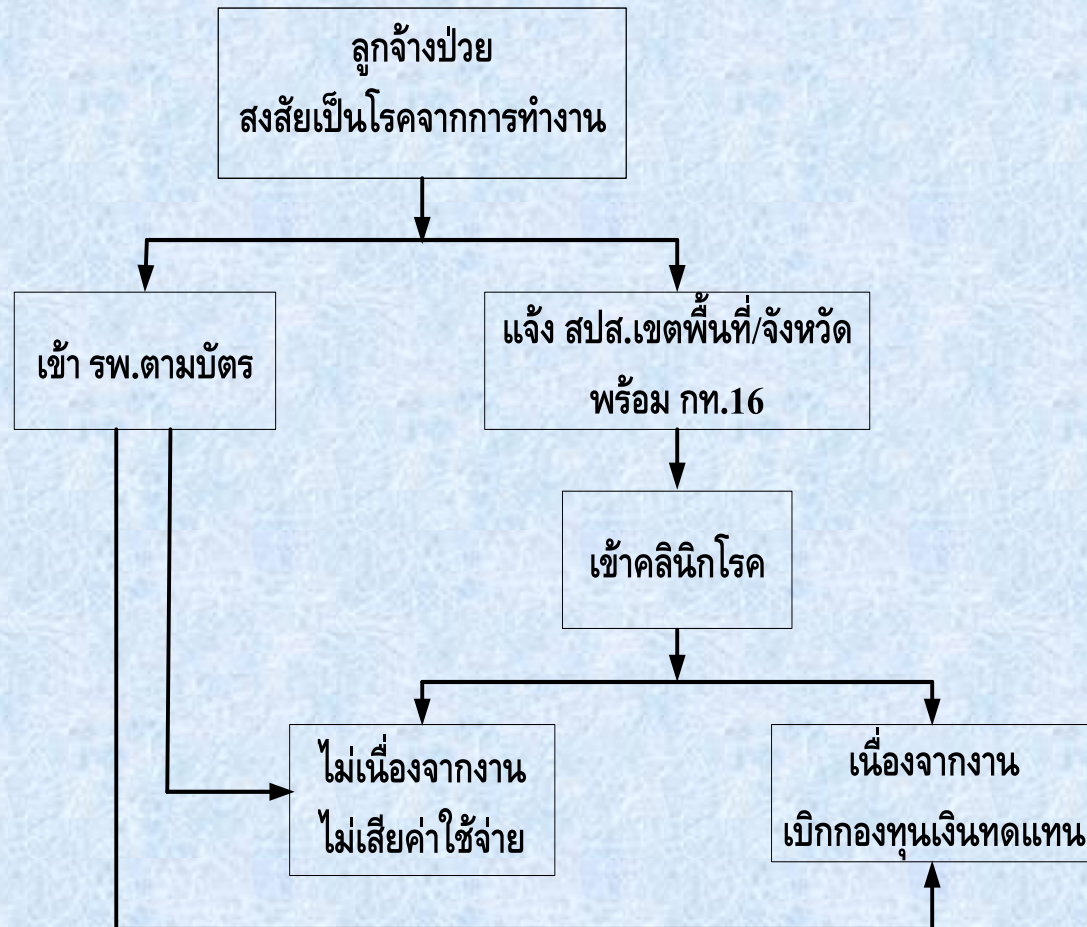 ลูกจ้างป่วย
สงสัยเป็นโรคจากการทำงาน
เข้า รพ.ตามบัตร
แจ้ง สปส.เขตพื้นที่/จังหวัด
พร้อม กท.16
เข้าคลินิกโรค
ไม่เนื่องจากงาน
ไม่เสียค่าใช้จ่าย
เนื่องจากงาน
เบิกกองทุนเงินทดแทน